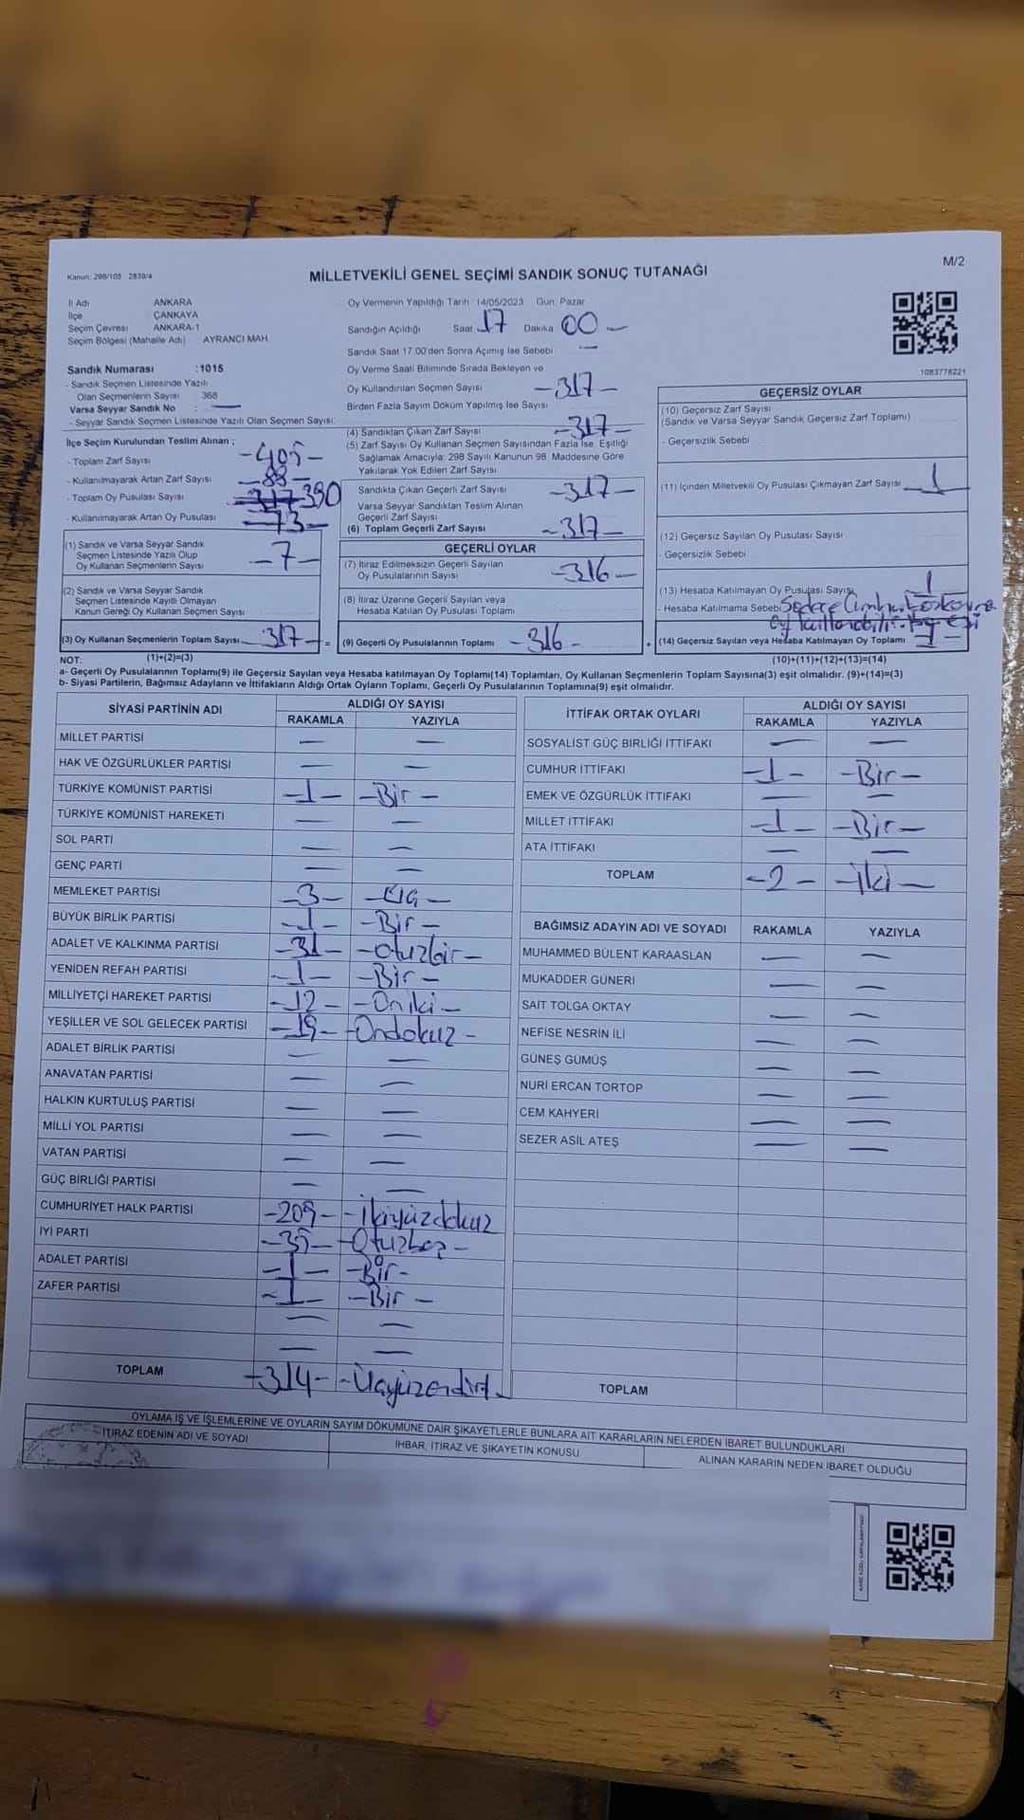 Kanun: 298/105 2839/4
MİLLETVEKİLİ GENEL SEÇİMİ SANDIK SONUÇ TUTANAĞI
M/2
İl Adı ANKARA
İlçe ÇANKAYA
Seçim Çevresi ANKARA-1
Seçim Bölgesi (Mahalle Adı) AYRANCI MAH
Oy Vermenin Yapıldığı Tarih 14/05/2023 Gün: Pazar
Sandığın Açıldığı Saat 17 Dakika 00 —
Sandık Saat 17.00'den Sonra Açılmış İse Sebebi —
1083778221
Sandık Numarası :1015
- Sandık Seçmen Listesinde Yazılı
Olan Seçmenlerin Sayısı 368
Varsa Seyyar Sandık No : —
- Seyyar Sandık Seçmen Listesinde Yazılı Olan Seçmen Sayısı:
Oy Verme Saati Bitiminde Sırada Bekleyen ve
Oy Kullandırılan Seçmen Sayısı -317-
Birden Fazla Sayım Döküm Yapılmış İse Sayısı
(4) Sandıktan Çıkan Zarf Sayısı -317-
(5) Zarf Sayısı Oy Kullanan Seçmen Sayısından Fazla İse, Eşitliği
Sağlamak Amacıyla; 298 Sayılı Kanunun 98. Maddesine Göre
Yakılarak Yok Edilen Zarf Sayısı
İlçe Seçim Kurulundan Teslim Alınan ;
- Toplam Zarf Sayısı -405-
- Kullanılmayarak Artan Zarf Sayısı -88-
- Toplam Oy Pusulası Sayısı 317 390
- Kullanılmayarak Artan Oy Pusulası -73-
Sandıkta Çıkan Geçerli Zarf Sayısı -317-
Varsa Seyyar Sandıktan Teslim Alınan
Geçerli Zarf Sayısı
(6) Toplam Geçerli Zarf Sayısı -317-
(1) Sandık ve Varsa Seyyar Sandık
Seçmen Listesinde Yazılı Olup
Oy Kullanan Seçmenlerin Sayısı -7-
(2) Sandık ve Varsa Seyyar Sandık
Seçmen Listesinde Kayıtlı Olmayan
Kanun Gereği Oy Kullanan Seçmen Sayısı
(3) Oy Kullanan Seçmenlerin Toplam Sayısı -317- =
(1)+(2)=(3)
GEÇERLİ OYLAR
(7) İtiraz Edilmeksizin Geçerli Sayılan
Oy Pusulalarının Sayısı -316-
(8) İtiraz Üzerine Geçerli Sayılan veya
Hesaba Katılan Oy Pusulası Toplamı
(9) Geçerli Oy Pusulalarının Toplamı -316- +
GEÇERSİZ OYLAR
(10) Geçersiz Zarf Sayısı
(Sandık ve Varsa Seyyar Sandık Geçersiz Zarf Toplamı)
- Geçersizlik Sebebi
(11) İçinden Milletvekili Oy Pusulası Çıkmayan Zarf Sayısı 1
(12) Geçersiz Sayılan Oy Pusulası Sayısı
- Geçersizlik Sebebi
(13) Hesaba Katılmayan Oy Pusulası Sayısı 1
- Hesaba Katılmama Sebebi Sadece
(14) Geçersiz Sayılan veya Hesaba Katılmayan Oy Toplamı 1
(10)+(11)+(12)+(13)=(14)
NOT:
a- Geçerli Oy Pusulalarının Toplamı(9) ile Geçersiz Sayılan veya Hesaba katılmayan Oy Toplamı(14) Toplamları, Oy Kullanan Seçmenlerin Toplam Sayısına(3) eşit olmalıdır. (9)+(14)=(3)
b- Siyasi Partilerin, Bağımsız Adayların ve İttifakların Aldığı Ortak Oyların Toplamı, Geçerli Oy Pusulalarının Toplamına(9) eşit olmalıdır.
SİYASİ PARTİNİN ADI ALDIĞI OY SAYISI
RAKAMLA YAZIYLA
MİLLET PARTİSİ — —
HAK VE ÖZGÜRLÜKLER PARTİSİ — —
TÜRKİYE KOMÜNİST PARTİSİ -1- -Bir-
TÜRKİYE KOMÜNİST HAREKETİ — —
SOL PARTİ — —
GENÇ PARTİ — —
MEMLEKET PARTİSİ -3- -Üç-
BÜYÜK BİRLİK PARTİSİ -1- -Bir-
ADALET VE KALKINMA PARTİSİ -31- -otuzbir-
YENİDEN REFAH PARTİSİ -1- -Bir-
MİLLİYETÇİ HAREKET PARTİSİ -12- -Oniki-
YEŞİLLER VE SOL GELECEK PARTİSİ -19- -Ondokuz-
ADALET BİRLİK PARTİSİ — —
ANAVATAN PARTİSİ — —
HALKIN KURTULUŞ PARTİSİ — —
MİLLİ YOL PARTİSİ — —
VATAN PARTİSİ — —
GÜÇ BİRLİĞİ PARTİSİ — —
CUMHURİYET HALK PARTİSİ -209- -ikiyüzdokuz
İYİ PARTİ -35- -Otuzbeş-
ADALET PARTİSİ -1- -Bir-
ZAFER PARTİSİ -1- -Bir-
— —
— —
TOPLAM -314- -Üçyüzondört-
İTTİFAK ORTAK OYLARI ALDIĞI OY SAYISI
RAKAMLA YAZIYLA
SOSYALİST GÜÇ BİRLİĞİ İTTİFAKI — —
CUMHUR İTTİFAKI -1- -Bir-
EMEK VE ÖZGÜRLÜK İTTİFAKI — —
MİLLET İTTİFAKI -1- -Bir-
ATA İTTİFAKI — —
TOPLAM -2- -iki-
BAĞIMSIZ ADAYIN ADI VE SOYADI RAKAMLA YAZIYLA
MUHAMMED BÜLENT KARAASLAN — —
MUKADDER GÜNERİ — —
SAİT TOLGA OKTAY — —
NEFİSE NESRİN İLİ — —
GÜNEŞ GÜMÜŞ — —
NURİ ERCAN TORTOP — —
CEM KAHYERİ — —
SEZER ASİL ATEŞ — —
TOPLAM
OYLAMA İŞ VE İŞLEMLERİNE VE OYLARIN SAYIM DÖKÜMÜNE DAİR ŞİKAYETLERLE BUNLARA AİT KARARLARIN NELERDEN İBARET BULUNDUKLARI
İTİRAZ EDENİN ADI VE SOYADI İHBAR, İTİRAZ VE ŞİKAYETİN KONUSU ALINAN KARARIN NEDEN İBARET OLDUĞU